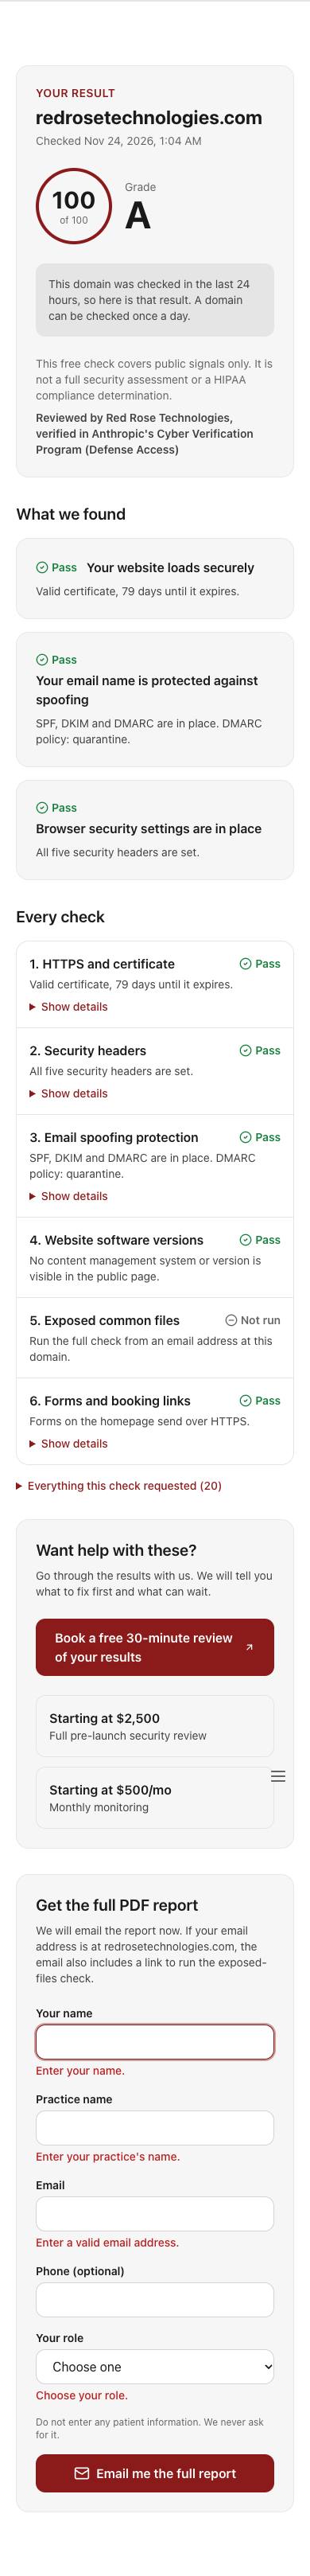 YOUR RESULT
redrosetechnologies.com
Checked Nov 24, 2026, 1:04 AM
100
of 100
Grade
A
This domain was checked in the last 24
hours, so here is that result. A domain
can be checked once a day.
This free check covers public signals only. It is
not a full security assessment or a HIPAA
compliance determination.
Reviewed by Red Rose Technologies,
verified in Anthropic's Cyber Verification
Program (Defense Access)
What we found
Pass Your website loads securely
Valid certificate, 79 days until it expires.
Pass
Your email name is protected against
spoofing
SPF, DKIM and DMARC are in place. DMARC
policy: quarantine.
Pass
Browser security settings are in place
All five security headers are set.
Every check
1. HTTPS and certificate Pass
Valid certificate, 79 days until it expires.
Show details
2. Security headers Pass
All five security headers are set.
Show details
3. Email spoofing protection Pass
SPF, DKIM and DMARC are in place. DMARC
policy: quarantine.
Show details
4. Website software versions Pass
No content management system or version is
visible in the public page.
5. Exposed common files Not run
Run the full check from an email address at this
domain.
6. Forms and booking links Pass
Forms on the homepage send over HTTPS.
Show details
Everything this check requested (20)
Want help with these?
Go through the results with us. We will tell you
what to fix first and what can wait.
Book a free 30-minute review
of your results
Starting at $2,500
Full pre-launch security review
Starting at $500/mo
Monthly monitoring
Get the full PDF report
We will email the report now. If your email
address is at redrosetechnologies.com, the
email also includes a link to run the exposed-
files check.
Your name
Enter your name.
Practice name
Enter your practice's name.
Email
Enter a valid email address.
Phone (optional)
Your role
Choose one
Choose your role.
Do not enter any patient information. We never ask
for it.
Email me the full report